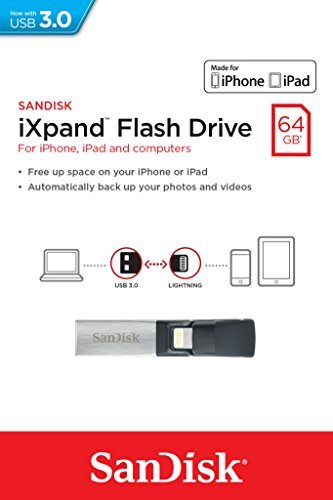 Now with
USB 3.0
Made for
iPhone iPad
SANDISK
iXpand™ Flash Drive
For iPhone, iPad and computers
64
GB*
• Free up space on your iPhone or iPad
• Automatically back up your photos and videos
USB 3.0
LIGHTNING
SanDisk
SanDisk®